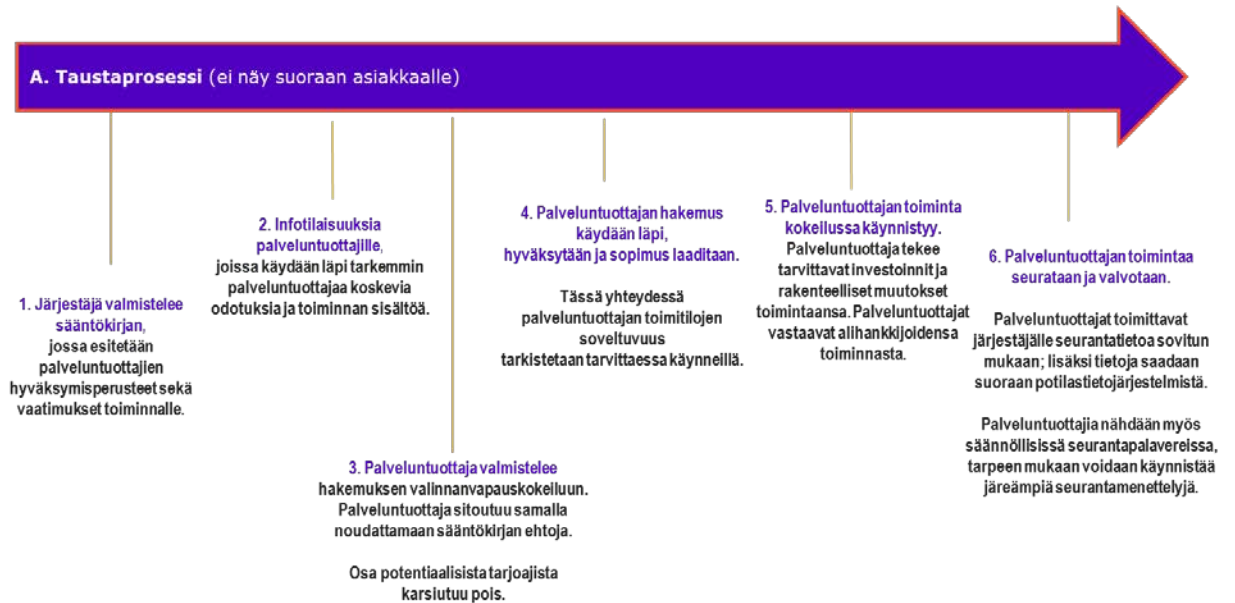 A. Taustaprosessi (ei näy suoraan asiakkaalle)
1. Järjestäjä valmistelee
sääntökirjan,
jossa esitetään
palveluntuottajien
hyväksymisperusteet sekä
vaatimukset toiminnalle.
2. Infotilaisuuksia
palveluntuottajille,
joissa käydään läpi tarkemmin
palveluntuottajaa koskevia
odotuksia ja toiminnan sisältöä.
3. Palveluntuottaja valmistelee
hakemuksen valinnanvapauskokeiluun.
Palveluntuottaja sitoutuu samalla
noudattamaan sääntökirjan ehtoja.
Osa potentiaalisista tarjoajista
karsiutuu pois.
4. Palveluntuottajan hakemus
käydään läpi,
hyväksytään ja sopimus laaditaan.
Tässä yhteydessä
palveluntuottajan toimitilojen
soveltuvuus
tarkistetaan tarvittaessa käynneillä.
5. Palveluntuottajan toiminta
kokeilussa käynnistyy.
Palveluntuottaja tekee
tarvittavat investoinnit ja
rakenteelliset muutokset
toimintaansa. Palveluntuottajat
vastaavat alihankkijoidensa
toiminnasta.
6. Palveluntuottajan toimintaa
seurataan ja valvotaan.
Palveluntuottajat toimittavat
järjestäjälle seurantatietoa sovitun
mukaan; lisäksi tietoja saadaan
suoraan potilastietojärjestelmistä.
Palveluntuottajia nähdään myös
säännöllisissä seurantapalavereissa,
tarpeen mukaan voidaan käynnistää
järeämpiä seurantamenettelyjä.